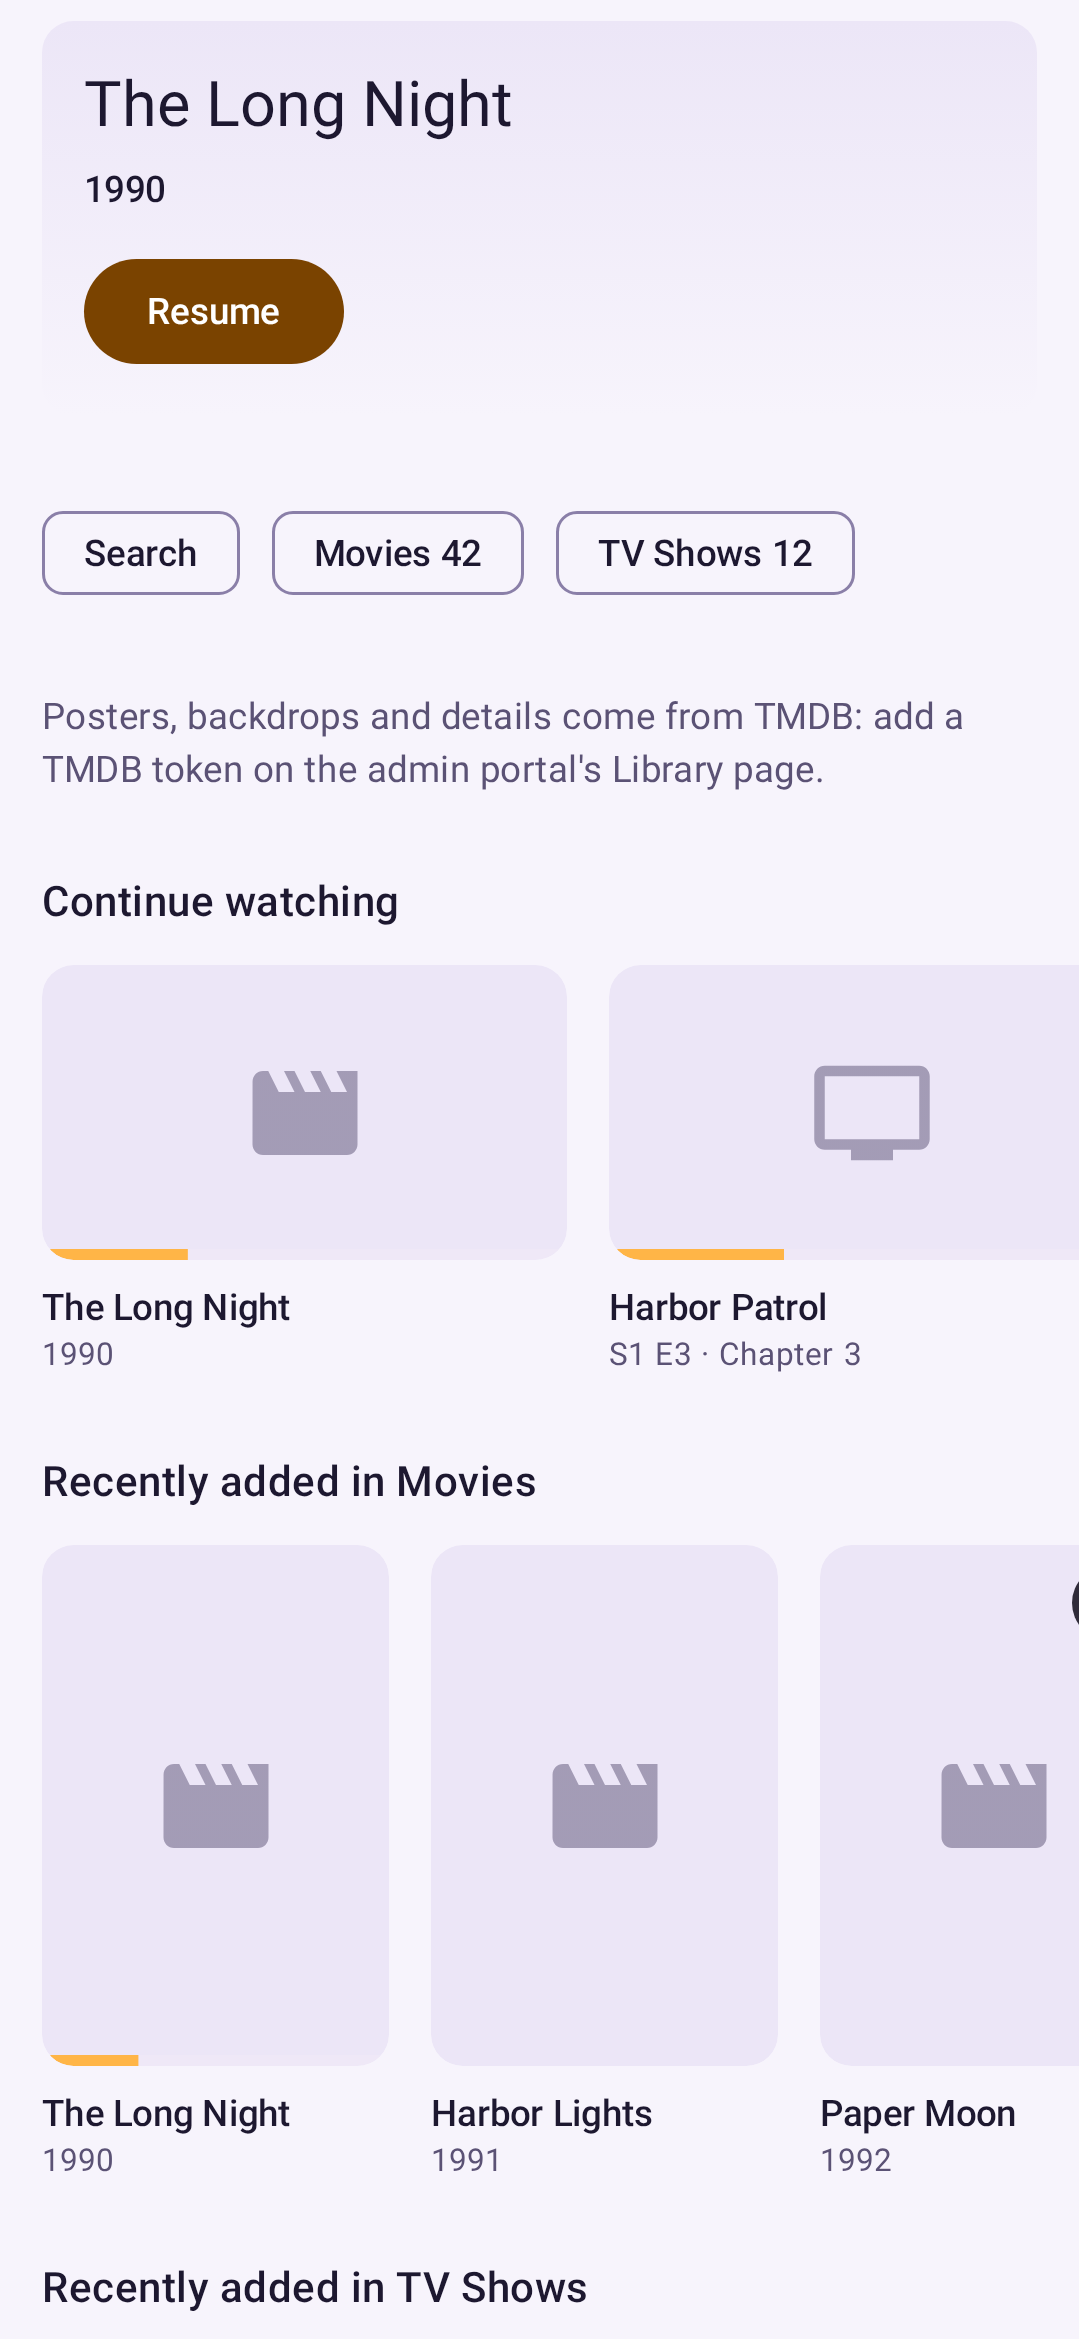 The Long Night
1990
Resume
Search
Movies 42
TV Shows 12
Posters, backdrops and details come from TMDB: add a
TMDB token on the admin portal's Library page.
Continue watching
The Long Night
1990
Harbor Patrol
S1 E3 · Chapter 3
Recently added in Movies
The Long Night
1990
Harbor Lights
1991
Paper Moon
1992
Recently added in TV Shows